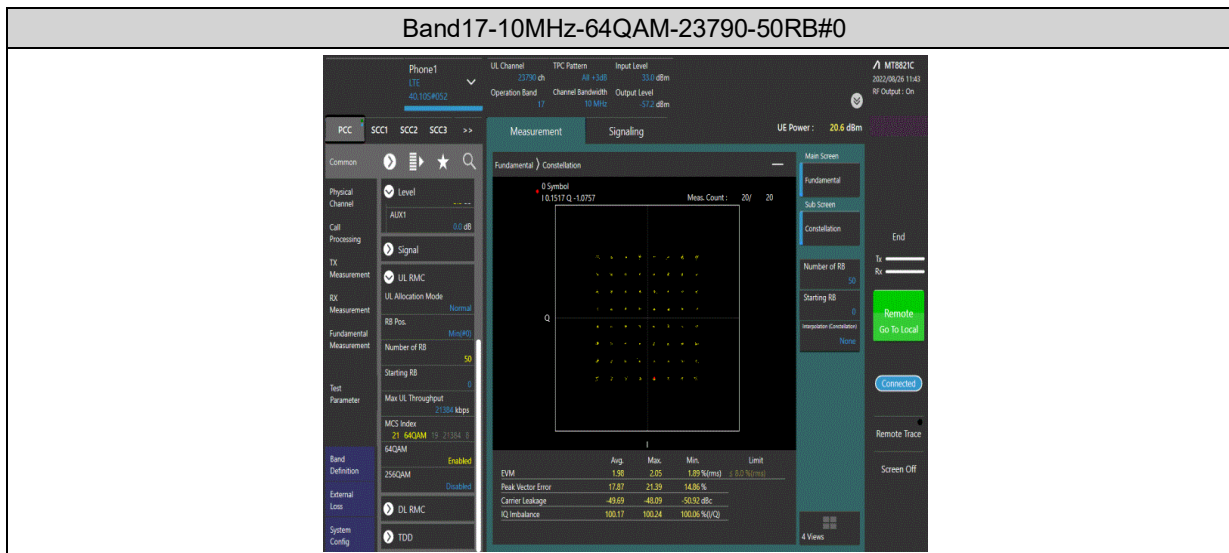 Band17-10MHz-64QAM-23790-50RB#0
Phone1
LTE
40.10S#052
UL Channel TPC Pattern Input Level
23790 ch All +3dB 33.0 dBm
Operation Band Channel Bandwidth Output Level
17 10 MHz -57.2 dBm
MT8821C
2022/08/26 11:43
RF Output : On
PCC SCC1 SCC2 SCC3 >>
Measurement Signaling
UE Power : 20.6 dBm
Common
Physical
Channel
Call
Processing
TX
Measurement
RX
Measurement
Fundamental
Measurement
Test
Parameter
Band
Definition
External
Loss
System
Config
Level
AUX1
0.0 dB
Signal
UL RMC
UL Allocation Mode
Normal
RB Pos.
Min(#0)
Number of RB
50
Starting RB
0
Max UL Throughput
21384 kbps
MCS Index
21 64QAM 19 21384 0
64QAM
Enabled
256QAM
Disabled
DL RMC
TDD
Fundamental ⟩ Constellation
0 Symbol
I 0.1517 Q -1.0757
Meas. Count : 20/ 20
Q
I
Avg. Max. Min. Limit
EVM 1.98 2.05 1.89 %(rms) ≤ 8.0 %(rms)
Peak Vector Error 17.87 21.39 14.86 %
Carrier Leakage -49.69 -48.09 -50.92 dBc
IQ Imbalance 100.17 100.24 100.06 %(I/Q)
Main Screen
Fundamental
Sub Screen
Constellation
Number of RB
50
Starting RB
0
Interpolation (Constellation)
None
4 Views
End
Tx
Rx
Remote
Go To Local
Connected
Remote Trace
Screen Off